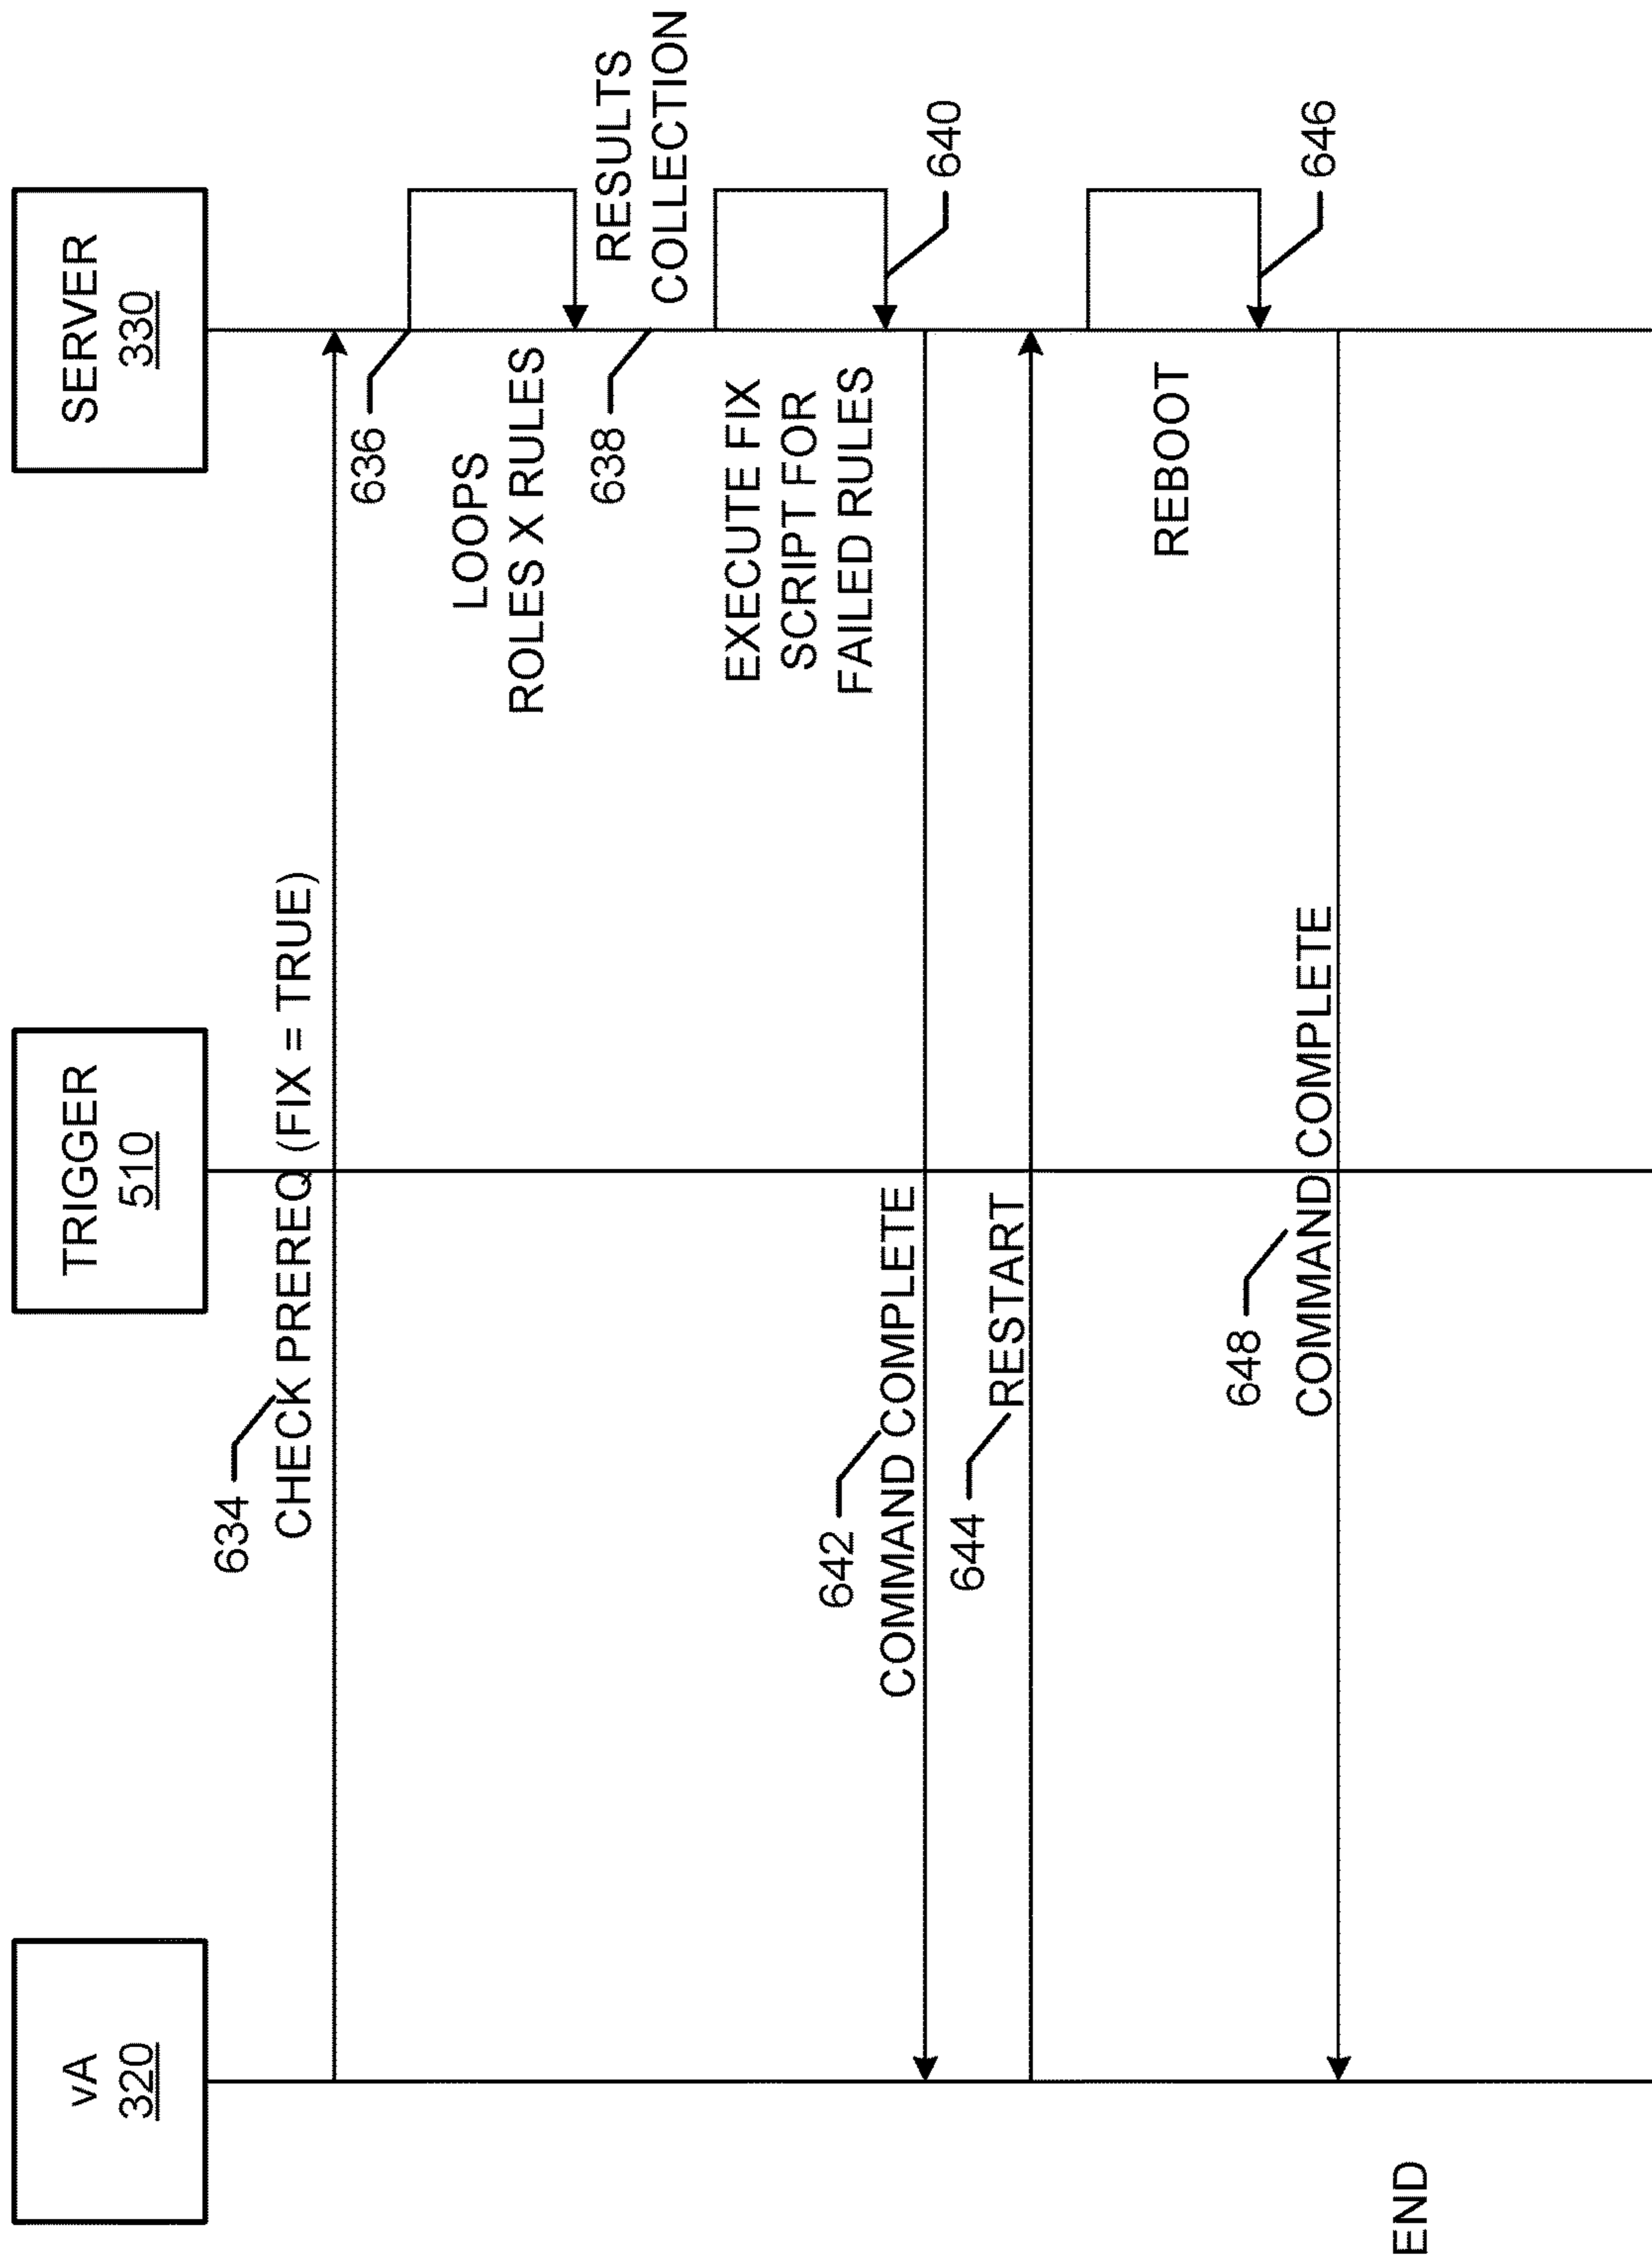 vA
320
TRIGGER
510
SERVER
330
634
CHECK PREREQ (FIX = TRUE)
636
LOOPS
ROLES X RULES
638
RESULTS
COLLECTION
EXECUTE FIX
SCRIPT FOR
FAILED RULES
640
642
COMMAND COMPLETE
644
RESTART
REBOOT
646
648
COMMAND COMPLETE
END